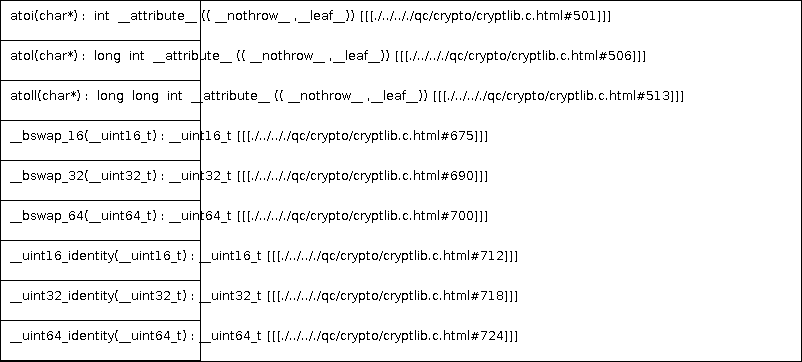 atoi(char*) : int __attribute__ (( __nothrow__ ,__leaf__)) [[[./../.././qc/crypto/cryptlib.c.html#501]]]
atol(char*) : long int __attribute__ (( __nothrow__ ,__leaf__)) [[[./../.././qc/crypto/cryptlib.c.html#506]]]
atoll(char*) : long long int __attribute__ (( __nothrow__ ,__leaf__)) [[[./../.././qc/crypto/cryptlib.c.html#513]]]
__bswap_16(__uint16_t) : __uint16_t [[[./../.././qc/crypto/cryptlib.c.html#675]]]
__bswap_32(__uint32_t) : __uint32_t [[[./../.././qc/crypto/cryptlib.c.html#690]]]
__bswap_64(__uint64_t) : __uint64_t [[[./../.././qc/crypto/cryptlib.c.html#700]]]
__uint16_identity(__uint16_t) : __uint16_t [[[./../.././qc/crypto/cryptlib.c.html#712]]]
__uint32_identity(__uint32_t) : __uint32_t [[[./../.././qc/crypto/cryptlib.c.html#718]]]
__uint64_identity(__uint64_t) : __uint64_t [[[./../.././qc/crypto/cryptlib.c.html#724]]]